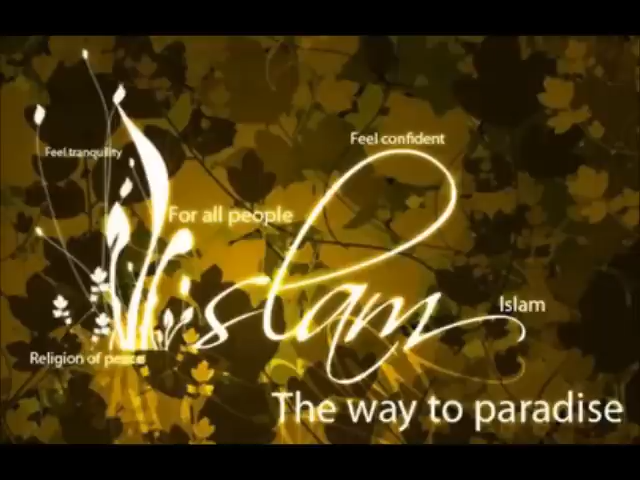 Feel confident
Feel tranquility
For all people
islam
Islam
Religion of peace
The way to paradise